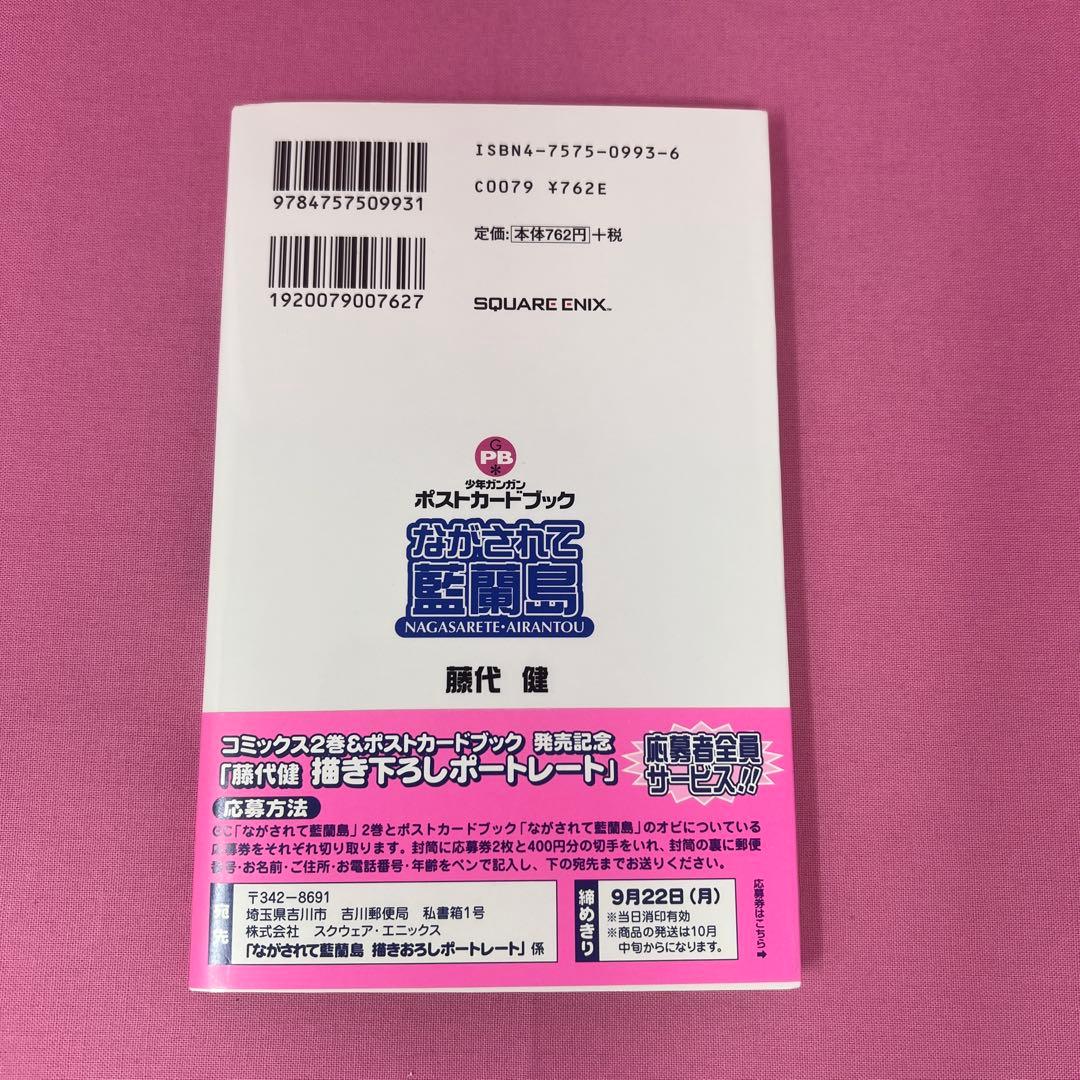 ISBN4-7575-0993-6
9784757509931
C0079 ¥762E
定価:本体762円+税
1920079007627
SQUARE ENIX™
G
PB
*
少年ガンガン
ポストカードブック
ながされて
藍蘭島
NAGASARETE・AIRANTOU
藤代 健
コミックス2巻&ポストカードブック 発売記念
「藤代健 描き下ろしポートレート」
応募者全員
サービス!!
応募方法
GC「ながされて藍蘭島」2巻とポストカードブック「ながされて藍蘭島」のオビについている
応募券をそれぞれ切り取ります。封筒に応募券2枚と400円分の切手をいれ、封筒の裏に郵便
番号・お名前・ご住所・お電話番号・年齢をペンで記入し、下の宛先までお送りください。
宛先
〒342-8691
埼玉県吉川市 吉川郵便局 私書箱1号
株式会社 スクウェア・エニックス
「ながされて藍蘭島 描きおろしポートレート」係
締めきり
9月22日(月)
※当日消印有効
※商品の発送は10月
中旬からになります。
応募券はこちら➡